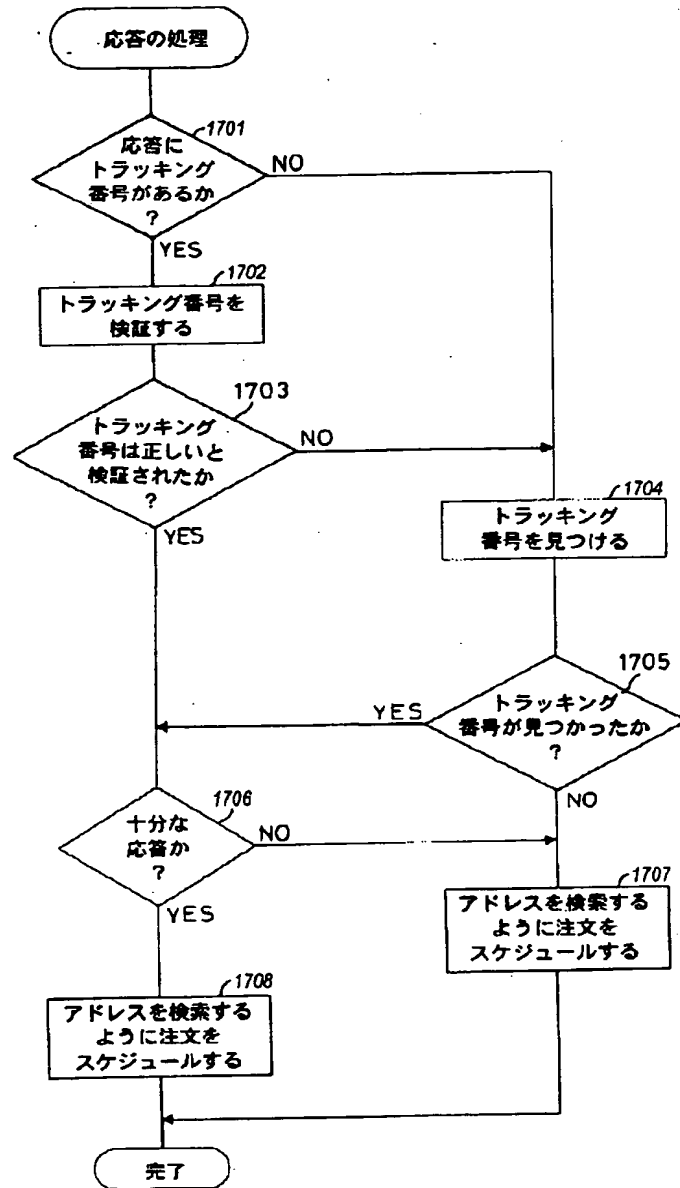 応答の処理
1701
応答に
トラッキング
番号があるか
?
NO
YES
1702
トラッキング番号を
検証する
1703
トラッキング
番号は正しいと
検証されたか
?
NO
YES
1704
トラッキング
番号を見つける
1705
トラッキング
番号が見つかったか
?
YES
NO
1706
十分な
応答か
?
NO
YES
1707
アドレスを検索する
ように注文を
スケジュールする
1708
アドレスを検索する
ように注文を
スケジュールする
完了